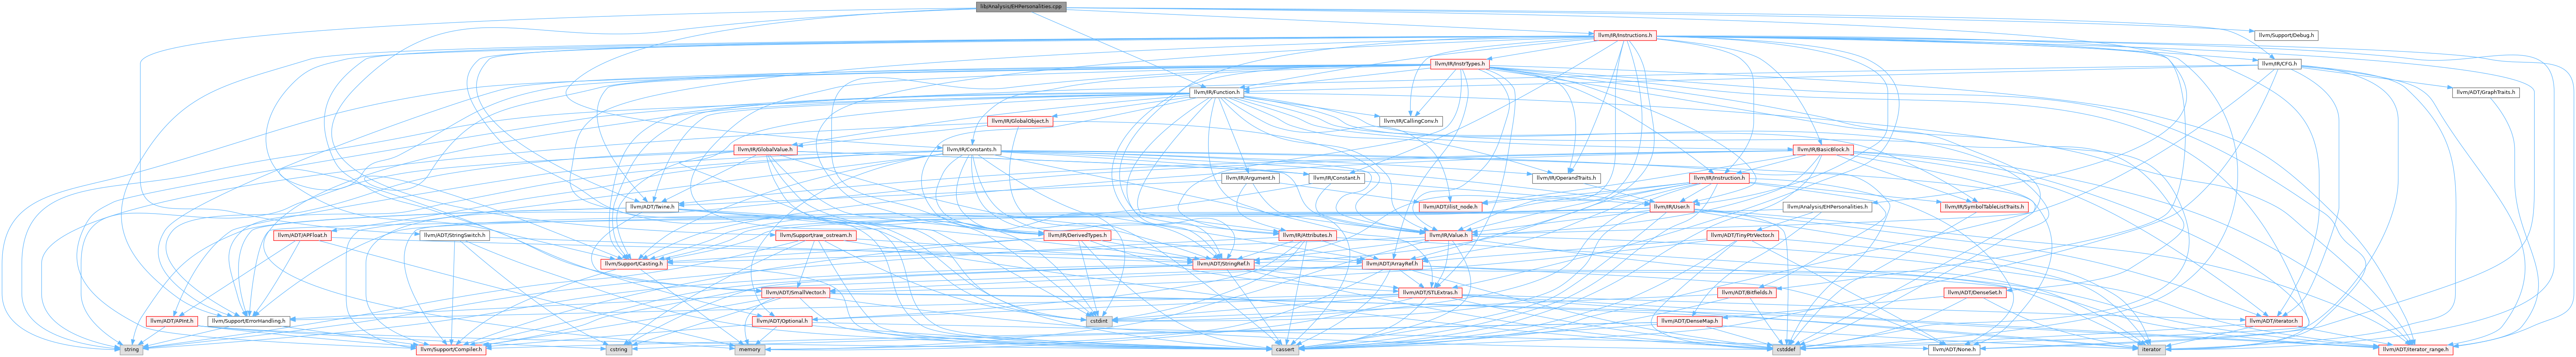 lib/Analysis/EHPersonalities.cpp
llvm/IR/Instructions.h
llvm/Support/Debug.h
llvm/IR/InstrTypes.h
llvm/IR/CFG.h
llvm/IR/Function.h
llvm/ADT/GraphTraits.h
llvm/IR/GlobalObject.h
llvm/IR/CallingConv.h
llvm/IR/GlobalValue.h
llvm/IR/Constants.h
llvm/IR/BasicBlock.h
llvm/IR/Argument.h
llvm/IR/Constant.h
llvm/IR/OperandTraits.h
llvm/IR/Instruction.h
llvm/ADT/Twine.h
llvm/ADT/ilist_node.h
llvm/IR/User.h
llvm/Analysis/EHPersonalities.h
llvm/IR/SymbolTableListTraits.h
llvm/ADT/APFloat.h
llvm/ADT/StringSwitch.h
llvm/Support/raw_ostream.h
llvm/IR/DerivedTypes.h
llvm/IR/Attributes.h
llvm/IR/Value.h
llvm/ADT/TinyPtrVector.h
llvm/Support/Casting.h
llvm/ADT/StringRef.h
llvm/ADT/ArrayRef.h
llvm/ADT/SmallVector.h
llvm/ADT/STLExtras.h
llvm/ADT/Bitfields.h
llvm/ADT/DenseSet.h
llvm/ADT/APInt.h
llvm/Support/ErrorHandling.h
llvm/ADT/Optional.h
cstdint
llvm/ADT/DenseMap.h
llvm/ADT/iterator.h
string
llvm/Support/Compiler.h
cstring
memory
cassert
cstddef
llvm/ADT/None.h
iterator
llvm/ADT/iterator_range.h